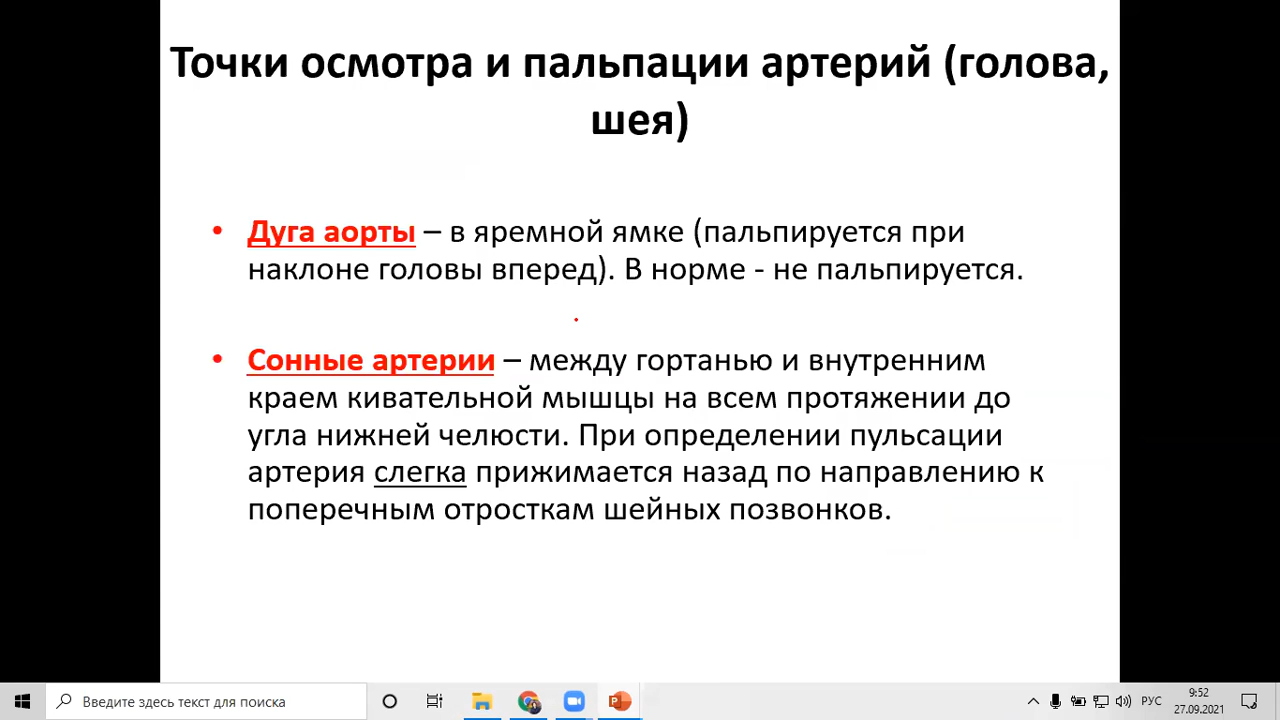 Точки осмотра и пальпации артерий (голова,
шея)
• Дуга аорты – в яремной ямке (пальпируется при
наклоне головы вперед). В норме - не пальпируется.
• Сонные артерии – между гортанью и внутренним
краем кивательной мышцы на всем протяжении до
угла нижней челюсти. При определении пульсации
артерия слегка прижимается назад по направлению к
поперечным отросткам шейных позвонков.
Введите здесь текст для поиска
РУС
9:52
27.09.2021